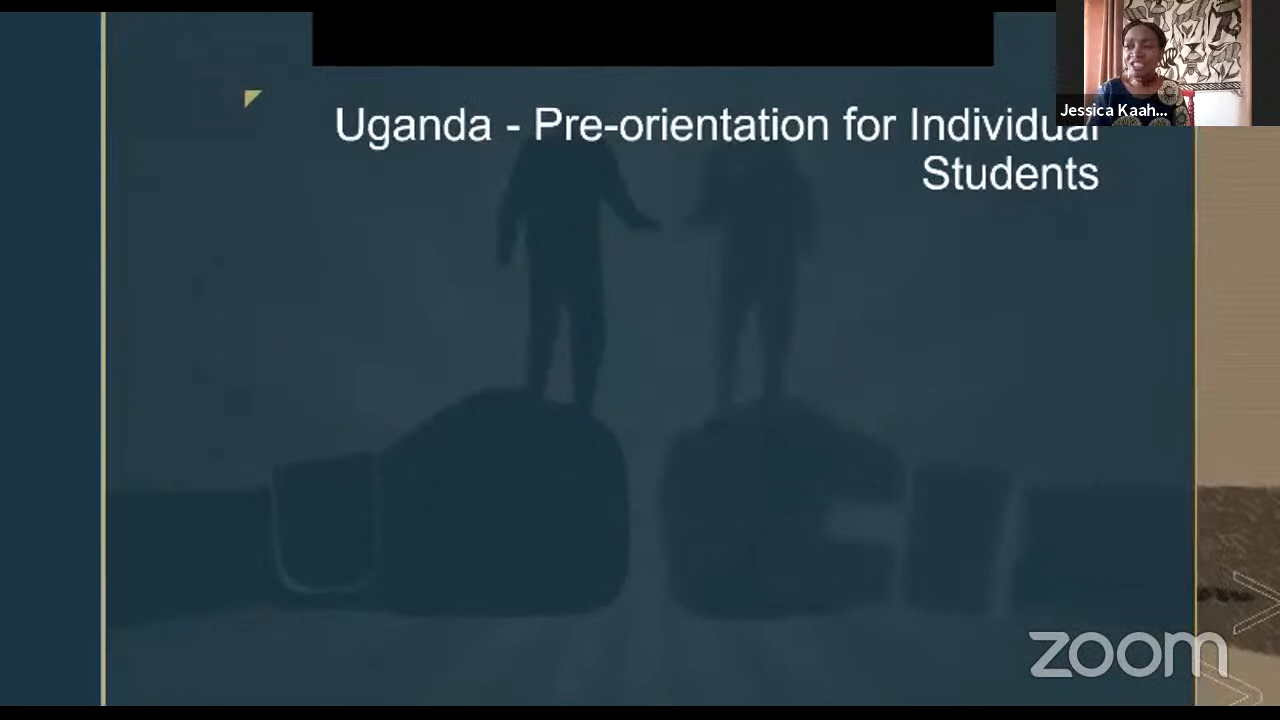 Jessica Kaah...
Uganda - Pre-orientation for Individual
Students
zoom